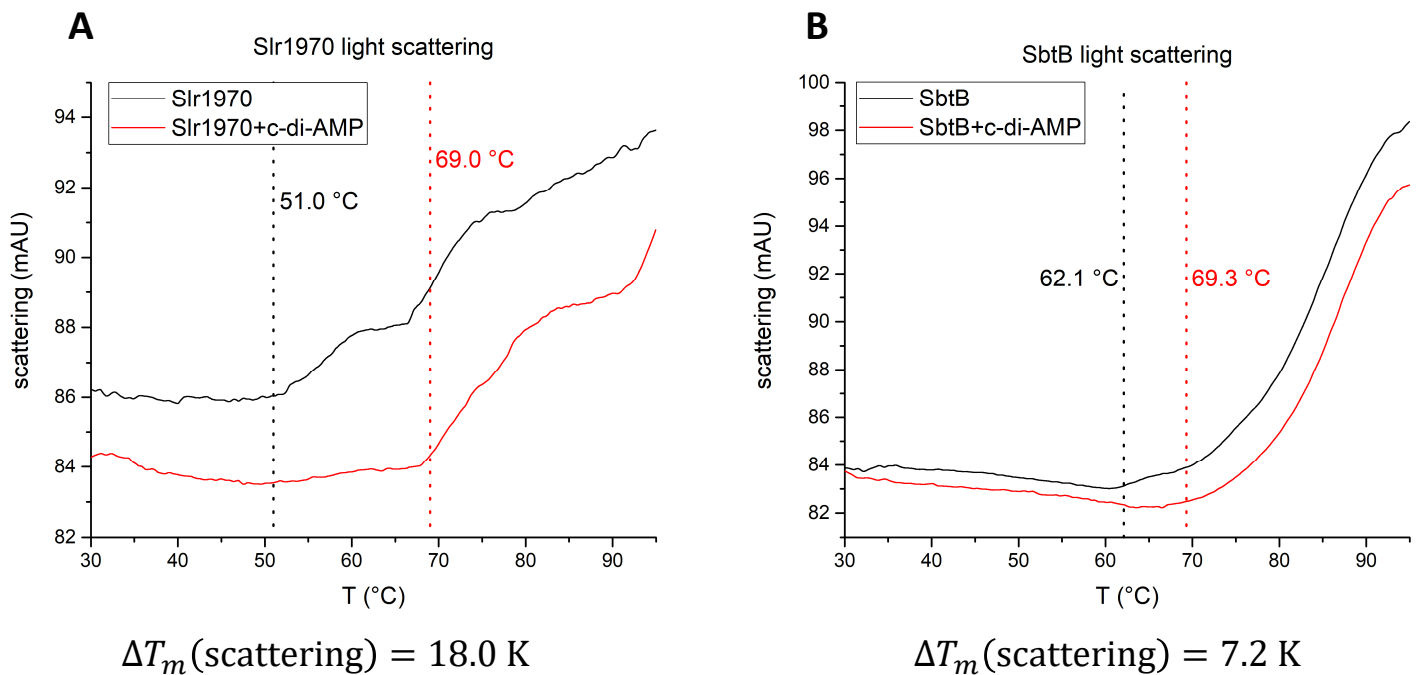 A
Slr1970 light scattering
Slr1970
Slr1970+c-di-AMP
69.0 °C
51.0 °C
scattering (mAU)
94
92
90
88
86
84
82
30
40
50
60
70
80
90
T (°C)
ΔTₘ(scattering) = 18.0 K
B
SbtB light scattering
SbtB
SbtB+c-di-AMP
62.1 °C
69.3 °C
scattering (mAU)
100
98
96
94
92
90
88
86
84
82
30
40
50
60
70
80
90
T (°C)
ΔTₘ(scattering) = 7.2 K